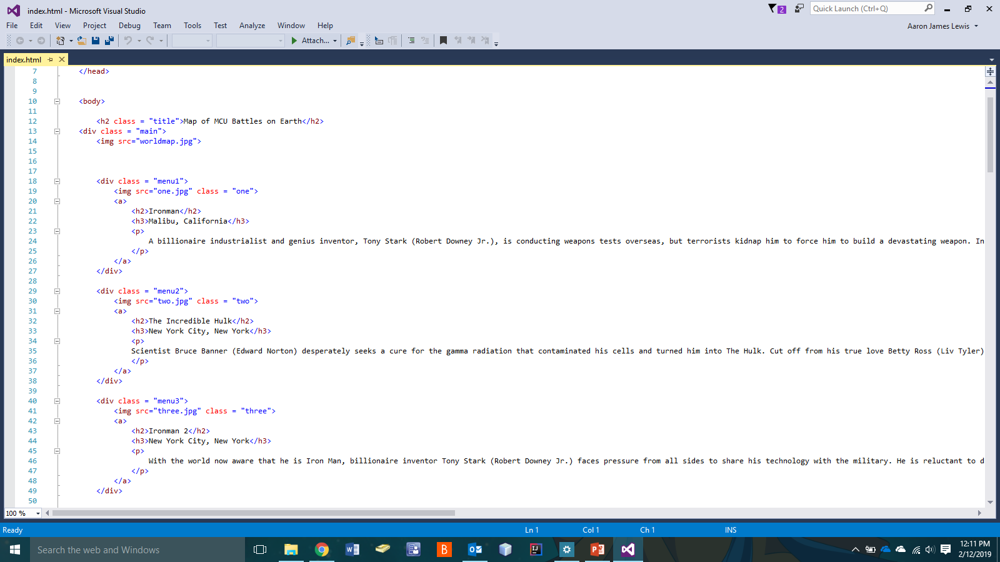 index.html - Microsoft Visual Studio
2
Quick Launch (Ctrl+Q)
File Edit View Project Debug Team Tools Test Analyze Window Help
Aaron James Lewis
Attach...
index.html
7 </head>
8
9
10 <body>
11
12 <h2 class = "title">Map of MCU Battles on Earth</h2>
13 <div class = "main">
14 <img src="worldmap.jpg">
15
16
17
18 <div class = "menu1">
19 <img src="one.jpg" class = "one">
20 <a>
21 <h2>Ironman</h2>
22 <h3>Malibu, California</h3>
23 <p>
24 A billionaire industrialist and genius inventor, Tony Stark (Robert Downey Jr.), is conducting weapons tests overseas, but terrorists kidnap him to force him to build a devastating weapon. In
25 </p>
26 </a>
27 </div>
28
29 <div class = "menu2">
30 <img src="two.jpg" class = "two">
31 <a>
32 <h2>The Incredible Hulk</h2>
33 <h3>New York City, New York</h3>
34 <p>
35 Scientist Bruce Banner (Edward Norton) desperately seeks a cure for the gamma radiation that contaminated his cells and turned him into The Hulk. Cut off from his true love Betty Ross (Liv Tyler)
36 </p>
37 </a>
38 </div>
39
40 <div class = "menu3">
41 <img src="three.jpg" class = "three">
42 <a>
43 <h2>Ironman 2</h2>
44 <h3>New York City, New York</h3>
45 <p>
46 With the world now aware that he is Iron Man, billionaire inventor Tony Stark (Robert Downey Jr.) faces pressure from all sides to share his technology with the military. He is reluctant to d
47 </p>
48 </a>
49 </div>
50
100 %
Ready Ln 1 Col 1 Ch 1 INS
Search the web and Windows
12:11 PM
2/12/2019